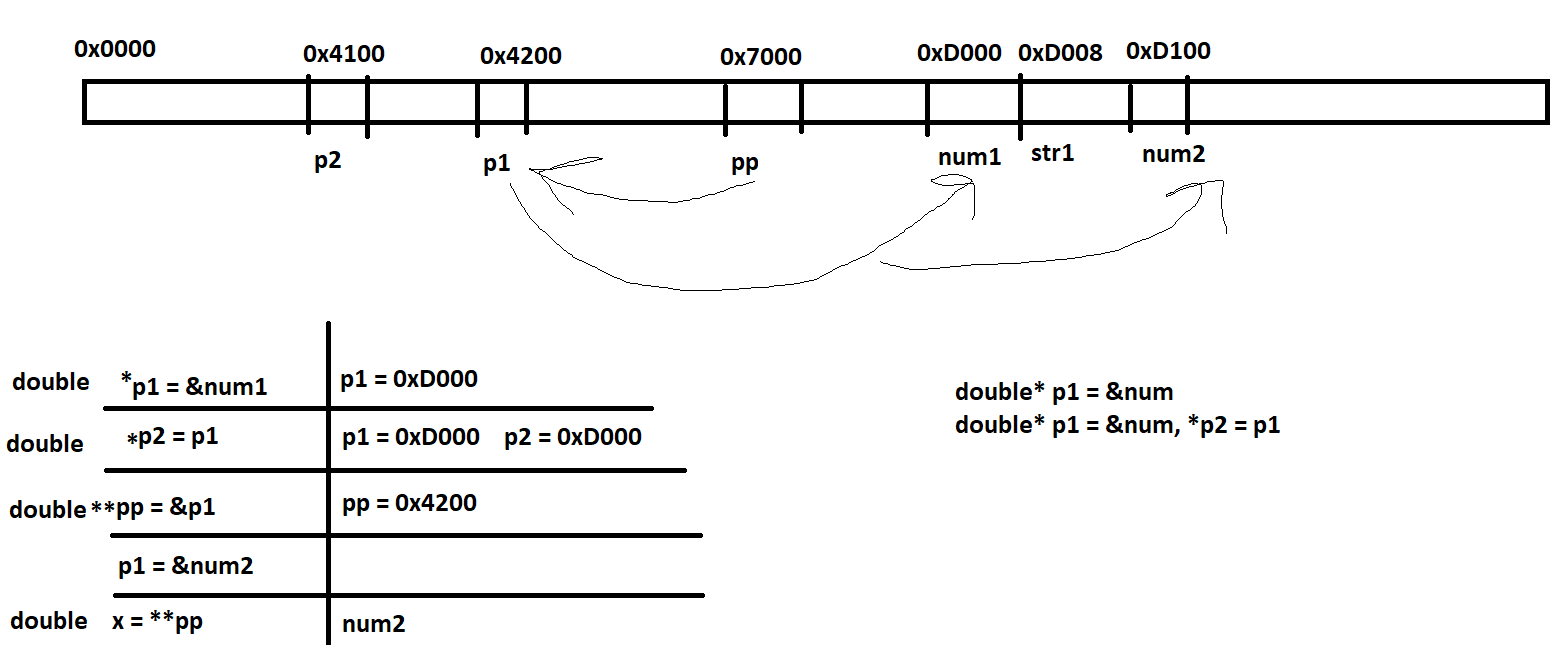 0x0000 0x4100 0x4200 0x7000 0xD000 0xD008 0xD100
p2 p1 pp num1 str1 num2
double *p1 = &num1 p1 = 0xD000
double *p2 = p1 p1 = 0xD000 p2 = 0xD000
double **pp = &p1 pp = 0x4200
p1 = &num2
double x = **pp num2
double* p1 = &num
double* p1 = &num, *p2 = p1